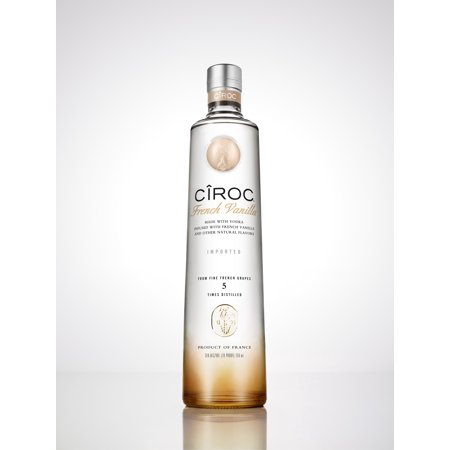 CÎROC
CÎROC
French Vanilla
MADE WITH VODKA
INFUSED WITH FRENCH VANILLA
AND OTHER NATURAL FLAVORS
IMPORTED
FROM FINE FRENCH GRAPES
5
TIMES DISTILLED
PRODUCT OF FRANCE